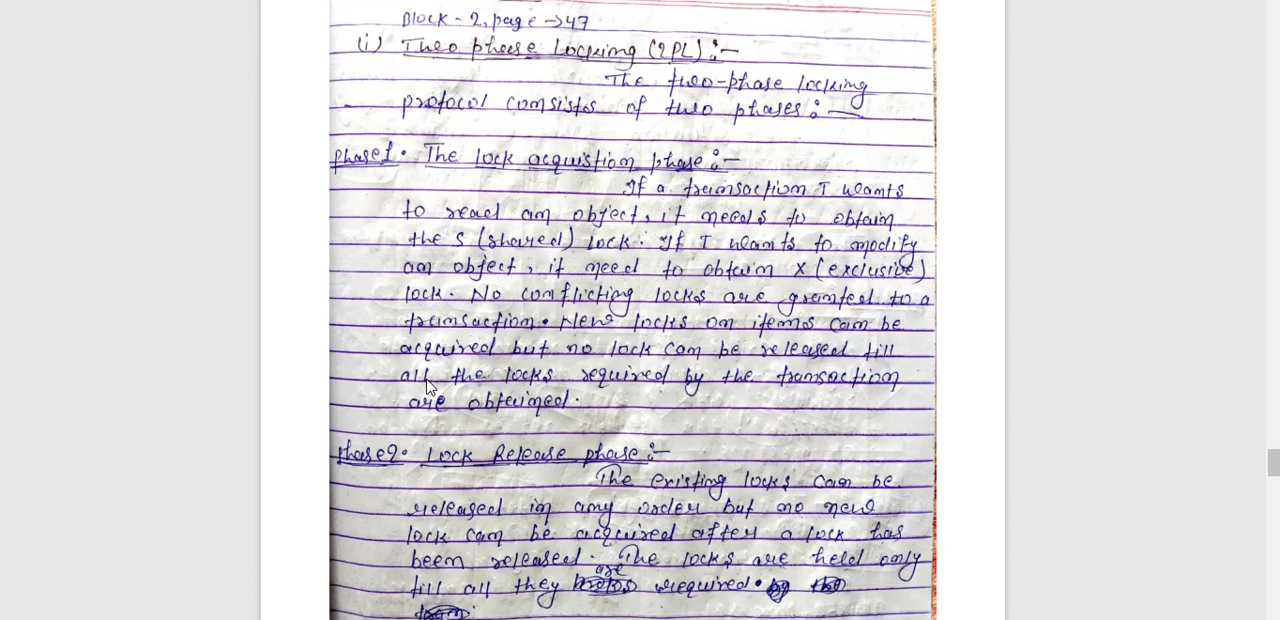 Block - 2, page → 47
(i) Two phase Locking (2PL) :-
The two-phase locking
protocol consists of two phases :-
Phase1. The lock acquistion phase :-
If a transaction T wants
to read an object, it needs to obtain
the S (shared) lock. If T wants to modify
an object, it need to obtain X (exclusive)
lock. No conflicting locks are granted to a
transaction. New locks on items can be
acquired but no lock can be released till
all the locks required by the transaction
are obtained.
Phase2. Lock Release phase :-
The existing locks can be
released in any order but no new
lock can be acquired after a lock has
been released. The locks are held only
till all they are required.